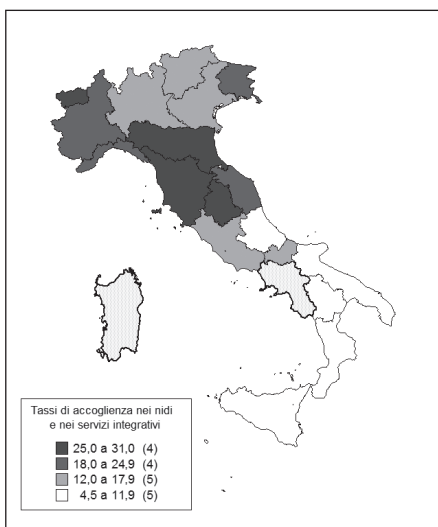 Tassi di accoglienza nei nidi
e nei servizi integrativi
25,0 a 31,0 (4)
18,0 a 24,9 (4)
12,0 a 17,9 (5)
4,5 a 11,9 (5)